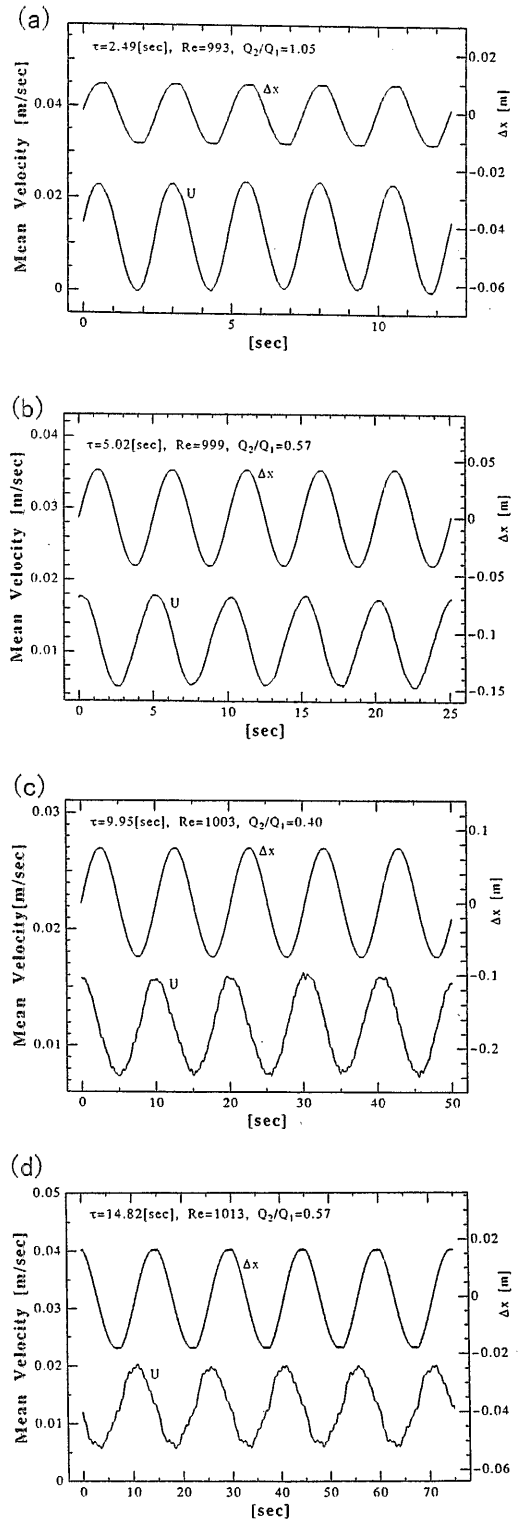 (a)
τ=2.49[sec], Re=993, Q₂/Q₁=1.05
Mean Velocity [m/sec]
0.04
0.02
0
Δx
U
0.02
0
-0.02
-0.04
-0.06
Δx [m]
0 5 10
[sec]
(b)
τ=5.02[sec], Re=999, Q₂/Q₁=0.57
Mean Velocity [m/sec]
0.04
0.03
0.02
0.01
Δx
U
0.05
0
-0.05
-0.1
-0.15
Δx [m]
0 5 10 15 20 25
[sec]
(c)
τ=9.95[sec], Re=1003, Q₂/Q₁=0.40
Mean Velocity[m/sec]
0.03
0.02
0.01
Δx
U
0.1
0
-0.1
-0.2
Δx [m]
0 10 20 30 40 50
[sec]
(d)
τ=14.82[sec], Re=1013, Q₂/Q₁=0.57
Mean Velocity [m/sec]
0.05
0.04
0.03
0.02
0.01
0
Δx
U
0.02
0
-0.02
-0.04
-0.06
Δx [m]
0 10 20 30 40 50 60 70
[sec]